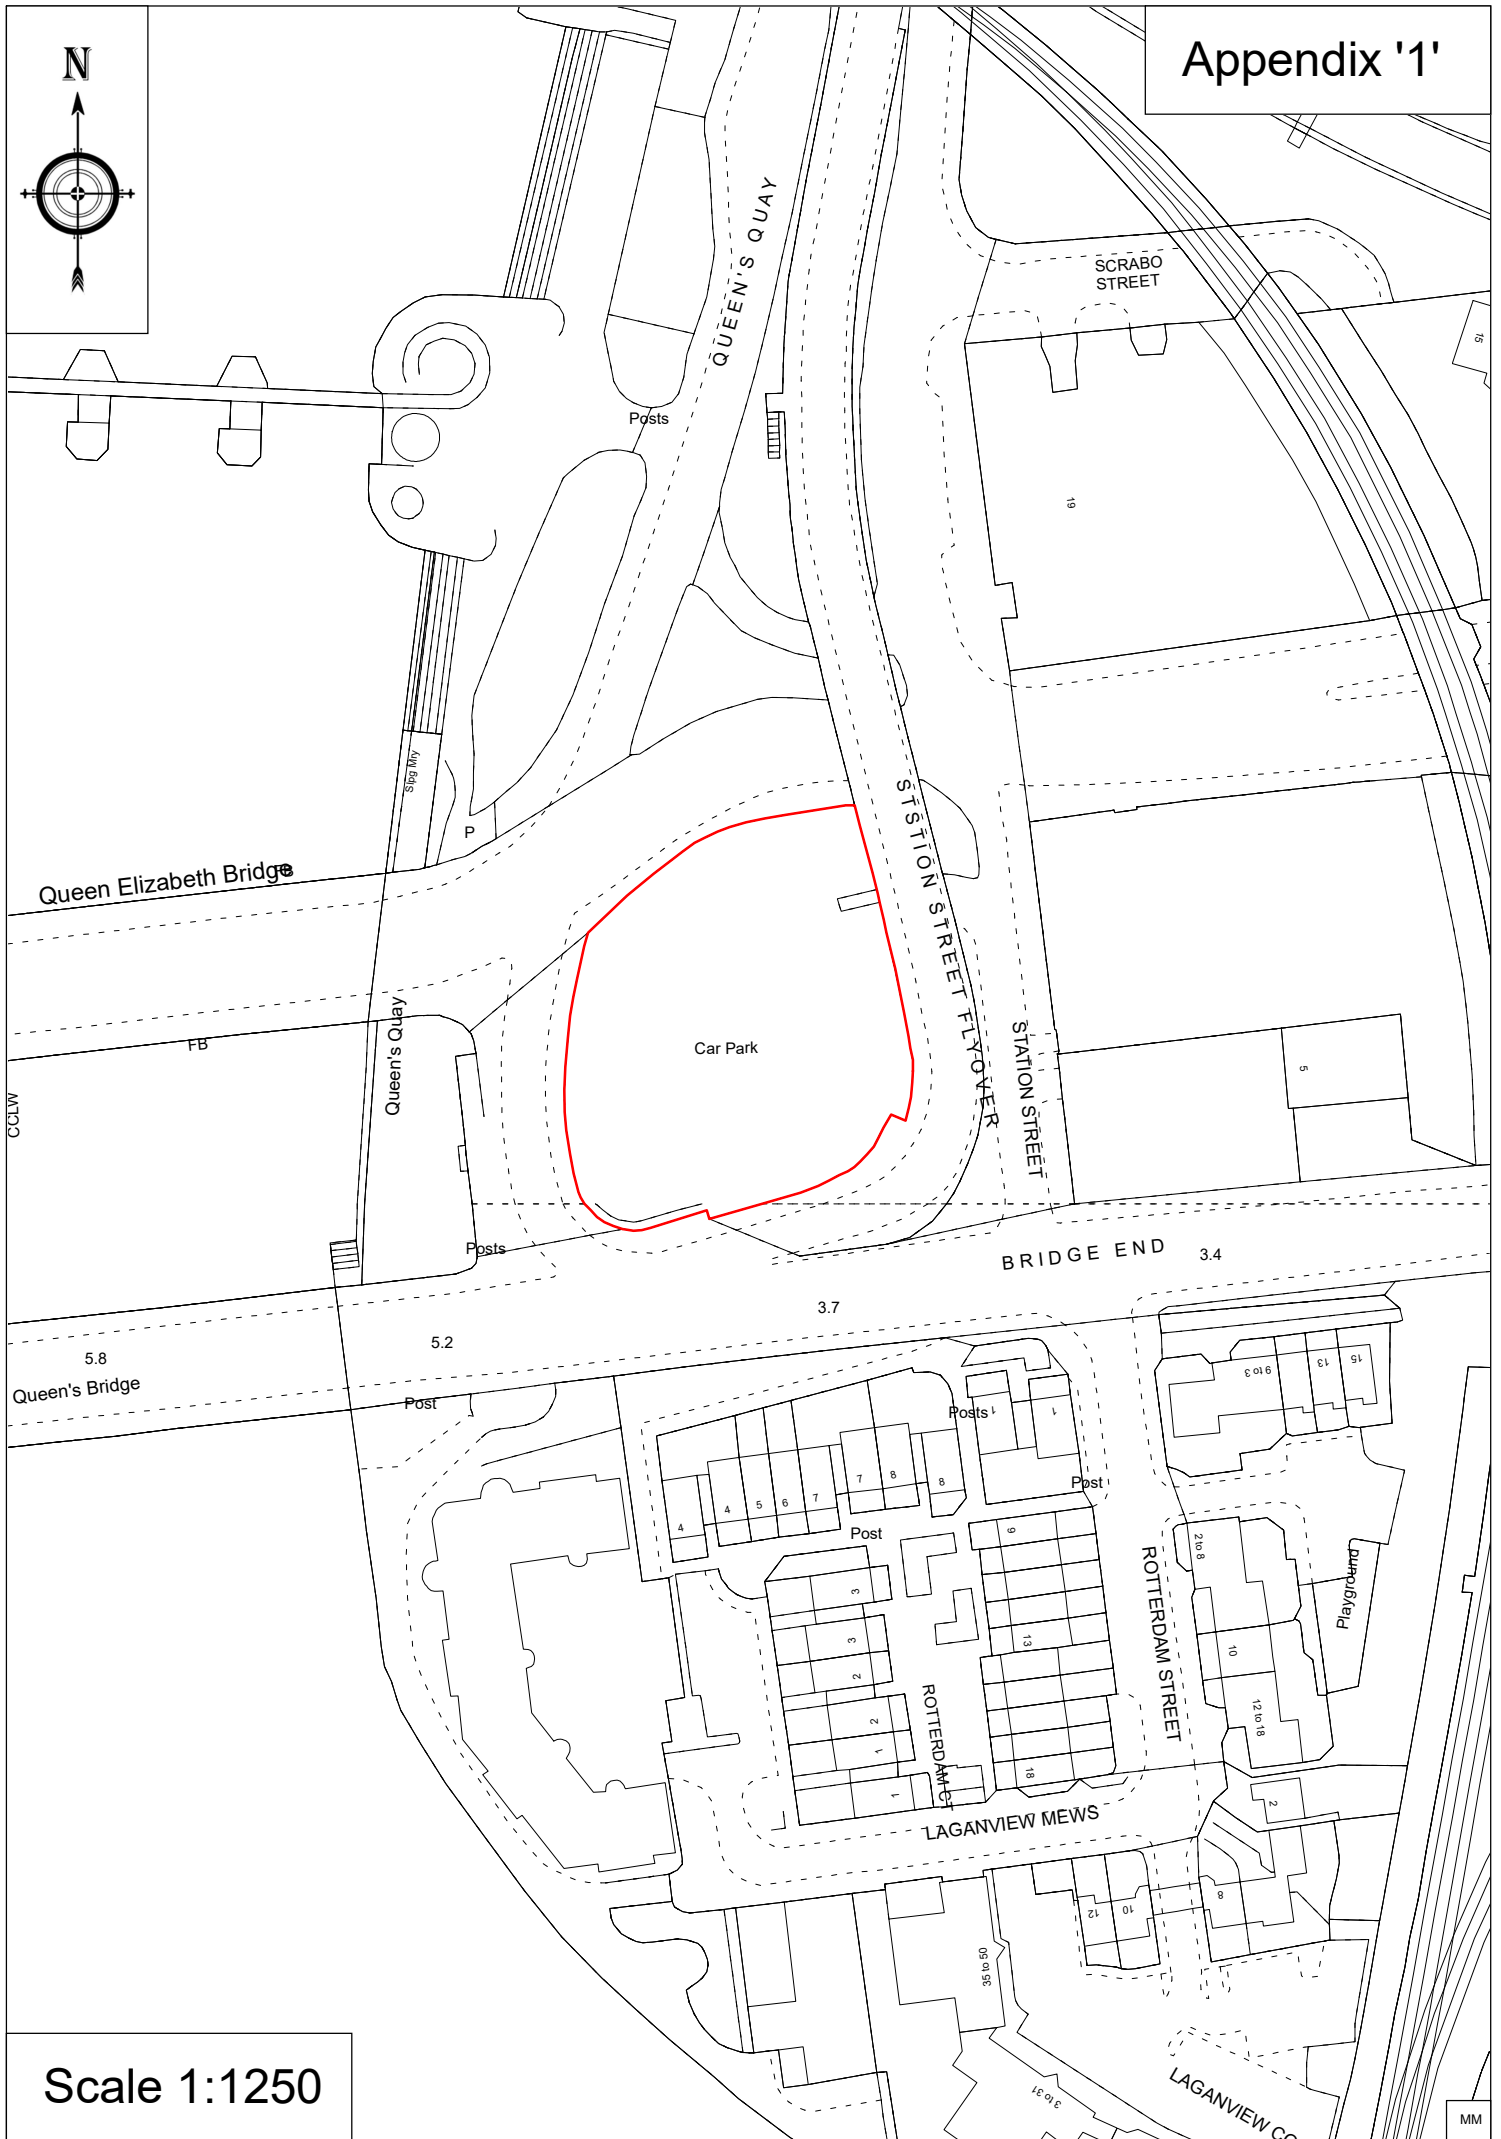 N
Appendix '1'
QUEEN'S QUAY
SCRABO
STREET
15
Posts
19
Slpg Mry
P
Queen Elizabeth Bridge
FB
STSTION STREET FLYOVER
Queen's Quay
FB
Car Park
STATION STREET
CCLW
5
Posts
BRIDGE END
3.4
3.7
5.2
5.8
Queen's Bridge
Post
Posts
1
1
9 to 3
13
15
Post
7
8
8
4
4
5
6
7
Post
9
2 to 8
Playground
ROTTERDAM STREET
3
3
13
10
2
2
12 to 18
ROTTERDAM CT
1
18
1
2
LAGANVIEW MEWS
12
10
8
35 to 50
3 to 31
LAGANVIEW CO
Scale 1:1250
MM